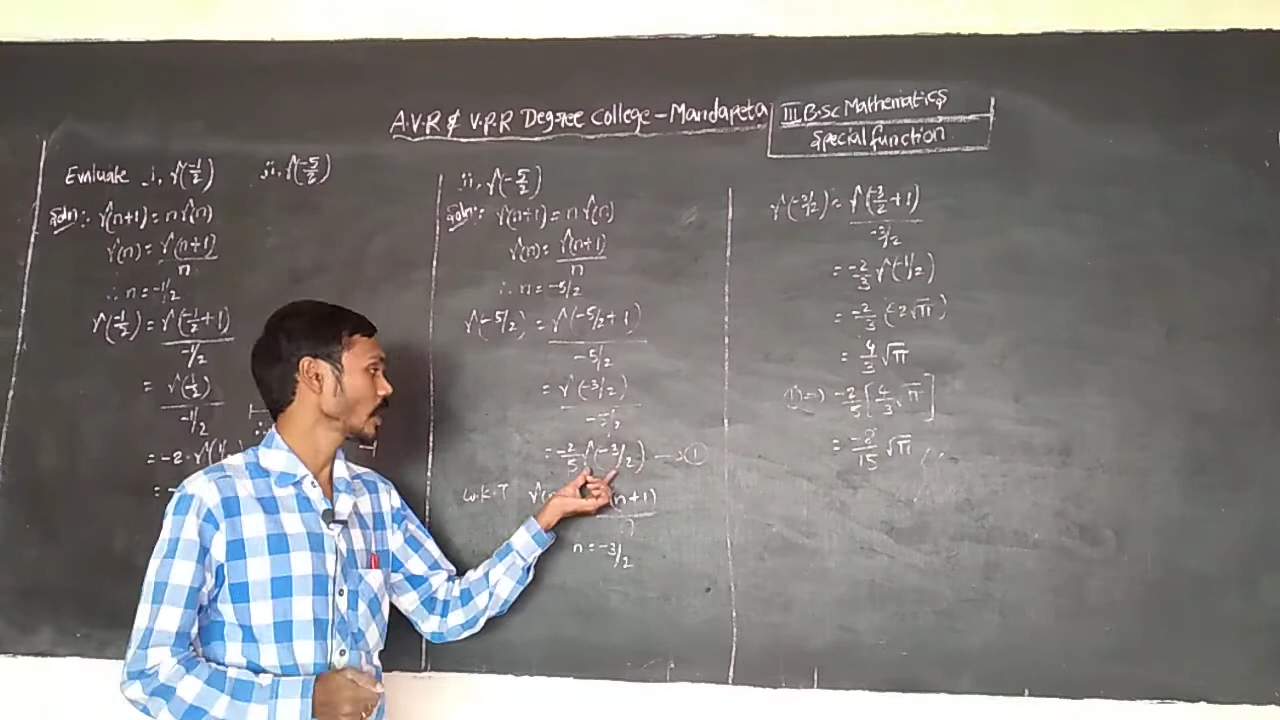 A.V.R & V.P.R Degree College - Mandapeta
III B.Sc Mathematics
Special function
Evaluate i, γ(-1/2) ii, γ(-5/2)
Soln: γ(n+1) = n γ(n)
γ(n) = γ(n+1)/n
∴ n = -1/2
γ(-1/2) = γ(-1/2 + 1)/(-1/2)
= γ(1/2)/(-1/2)
= -2 · γ(
= -
ii, γ(-5/2)
Soln: γ(n+1) = n γ(n)
γ(n) = γ(n+1)/n
∴ n = -5/2
γ(-5/2) = γ(-5/2 + 1)/(-5/2)
= γ(-3/2)/(-5/2)
= -2/5 γ(-3/2) → ①
W.K.T γ( (n+1)/n
n = -3/2
γ(-3/2) = γ(-3/2 + 1)/(-3/2)
= -2/3 γ(-1/2)
= -2/3 (-2√π)
= 4/3 √π
① => -2/5 [4/3 √π]
= -8/15 √π //